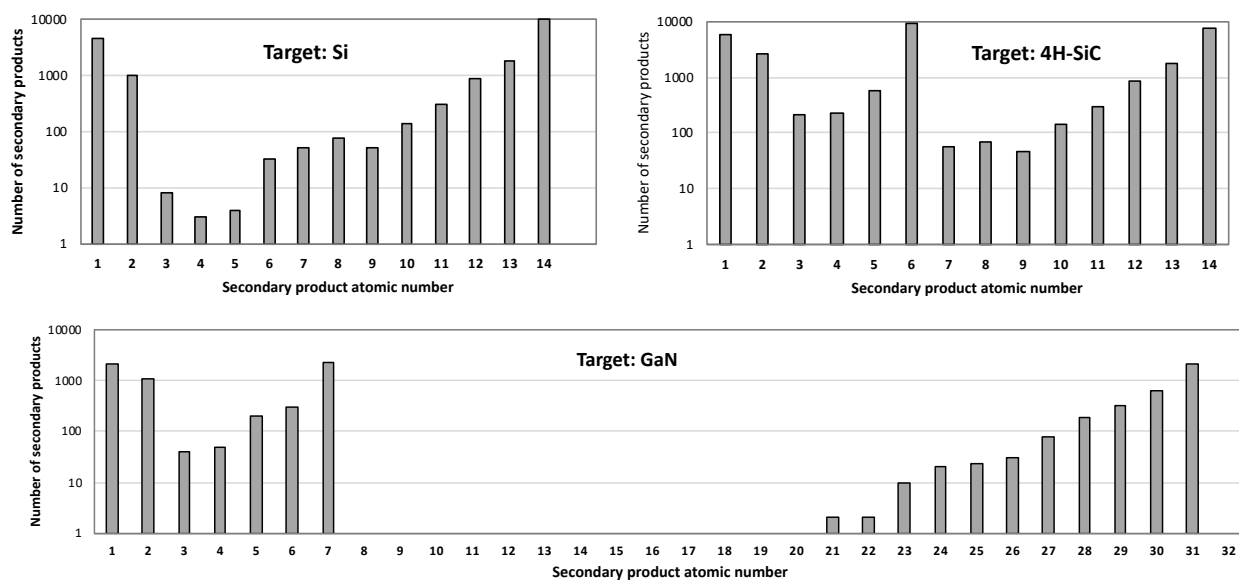 Target: Si
Number of secondary products
10000
1000
100
10
1
1 2 3 4 5 6 7 8 9 10 11 12 13 14
Secondary product atomic number
Target: 4H-SiC
Number of secondary products
10000
1000
100
10
1
1 2 3 4 5 6 7 8 9 10 11 12 13 14
Secondary product atomic number
Target: GaN
Number of secondary products
10000
1000
100
10
1
1 2 3 4 5 6 7 8 9 10 11 12 13 14 15 16 17 18 19 20 21 22 23 24 25 26 27 28 29 30 31 32
Secondary product atomic number